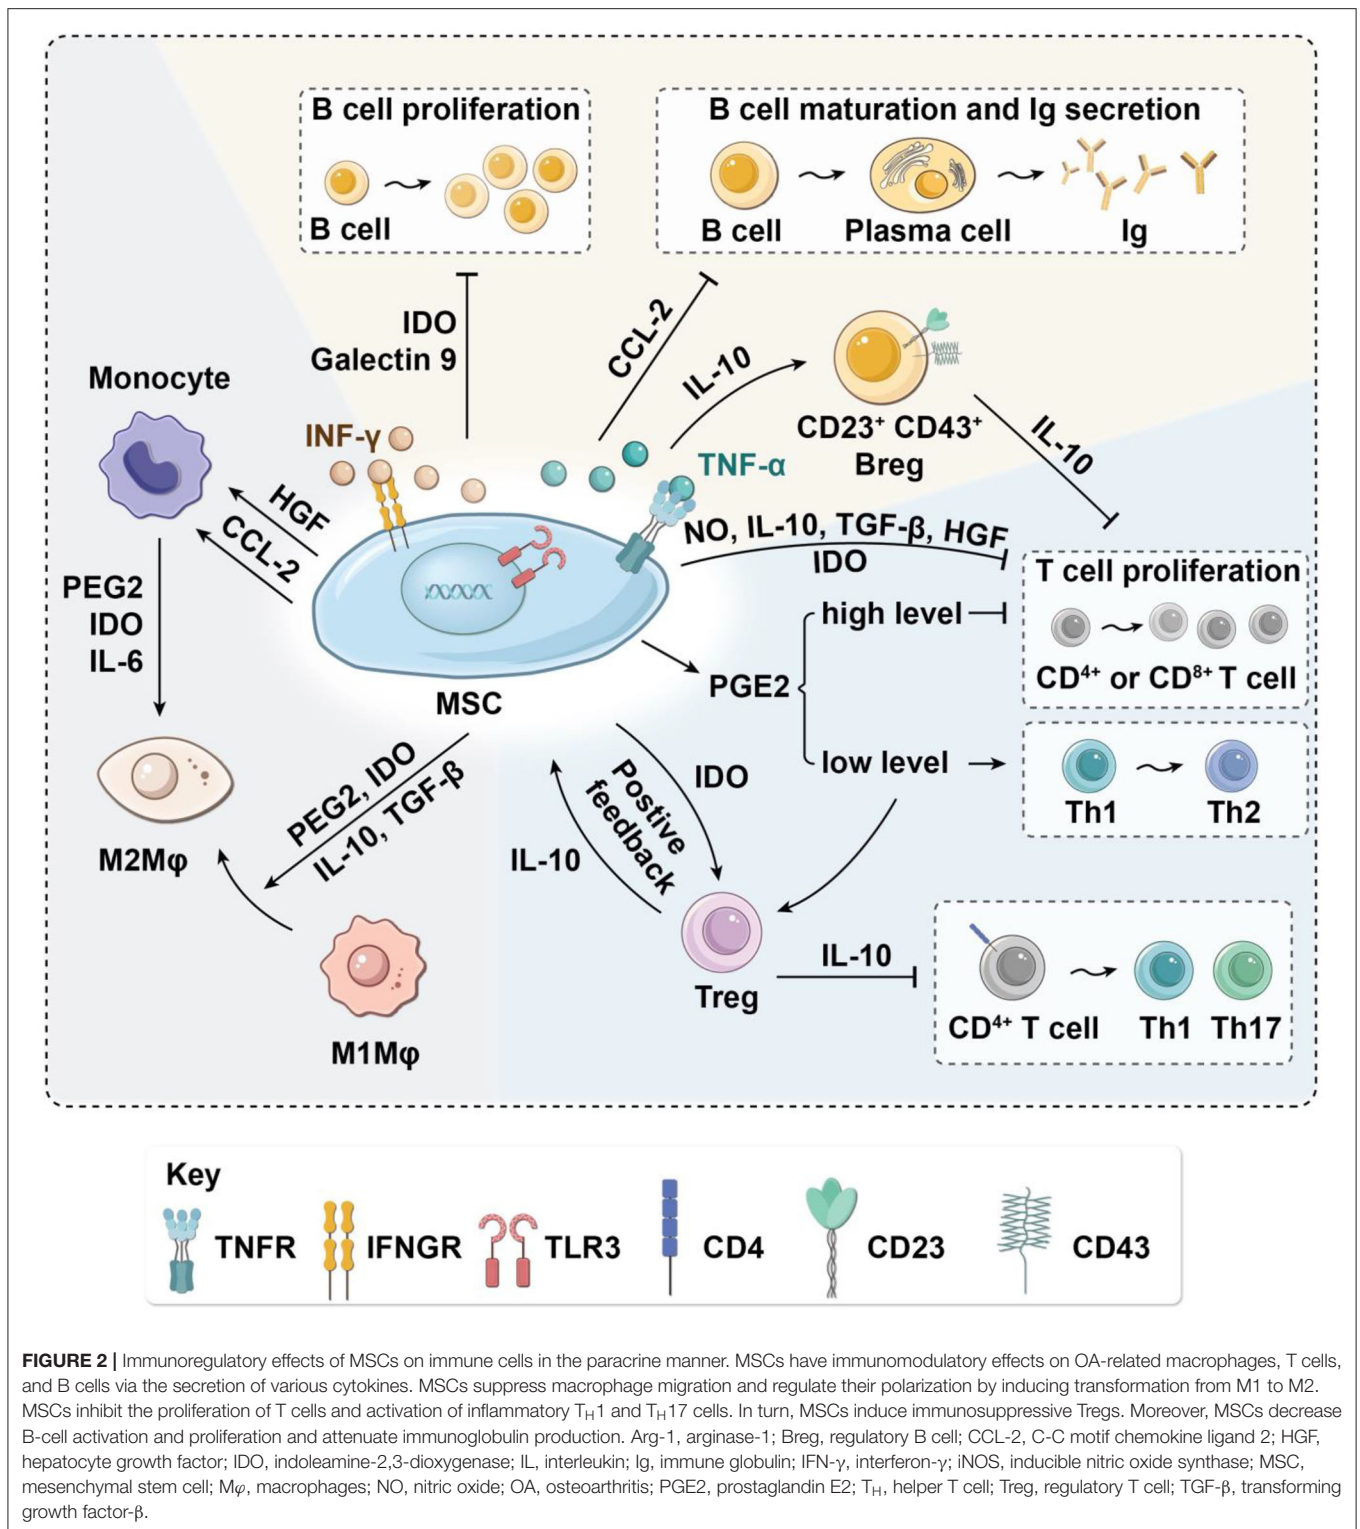 B cell proliferation
B cell
B cell maturation and Ig secretion
B cell
Plasma cell
Ig
IDO
Galectin 9
CCL-2
IL-10
CD23⁺ CD43⁺
Breg
IL-10
Monocyte
INF-γ
TNF-α
HGF
CCL-2
NO, IL-10, TGF-β, HGF
IDO
T cell proliferation
CD⁴⁺ or CD⁸⁺ T cell
PEG2
IDO
IL-6
MSC
PGE2
high level
low level
Th1
Th2
M2Mφ
PEG2, IDO
IL-10, TGF-β
M1Mφ
IDO
Postive
feedback
IL-10
Treg
IL-10
CD⁴⁺ T cell
Th1
Th17
Key
TNFR
IFNGR
TLR3
CD4
CD23
CD43
FIGURE 2 | Immunoregulatory effects of MSCs on immune cells in the paracrine manner. MSCs have immunomodulatory effects on OA-related macrophages, T cells,
and B cells via the secretion of various cytokines. MSCs suppress macrophage migration and regulate their polarization by inducing transformation from M1 to M2.
MSCs inhibit the proliferation of T cells and activation of inflammatory T<sub>H</sub>1 and T<sub>H</sub>17 cells. In turn, MSCs induce immunosuppressive Tregs. Moreover, MSCs decrease
B-cell activation and proliferation and attenuate immunoglobulin production. Arg-1, arginase-1; Breg, regulatory B cell; CCL-2, C-C motif chemokine ligand 2; HGF,
hepatocyte growth factor; IDO, indoleamine-2,3-dioxygenase; IL, interleukin; Ig, immune globulin; IFN-γ, interferon-γ; iNOS, inducible nitric oxide synthase; MSC,
mesenchymal stem cell; Mφ, macrophages; NO, nitric oxide; OA, osteoarthritis; PGE2, prostaglandin E2; T<sub>H</sub>, helper T cell; Treg, regulatory T cell; TGF-β, transforming
growth factor-β.